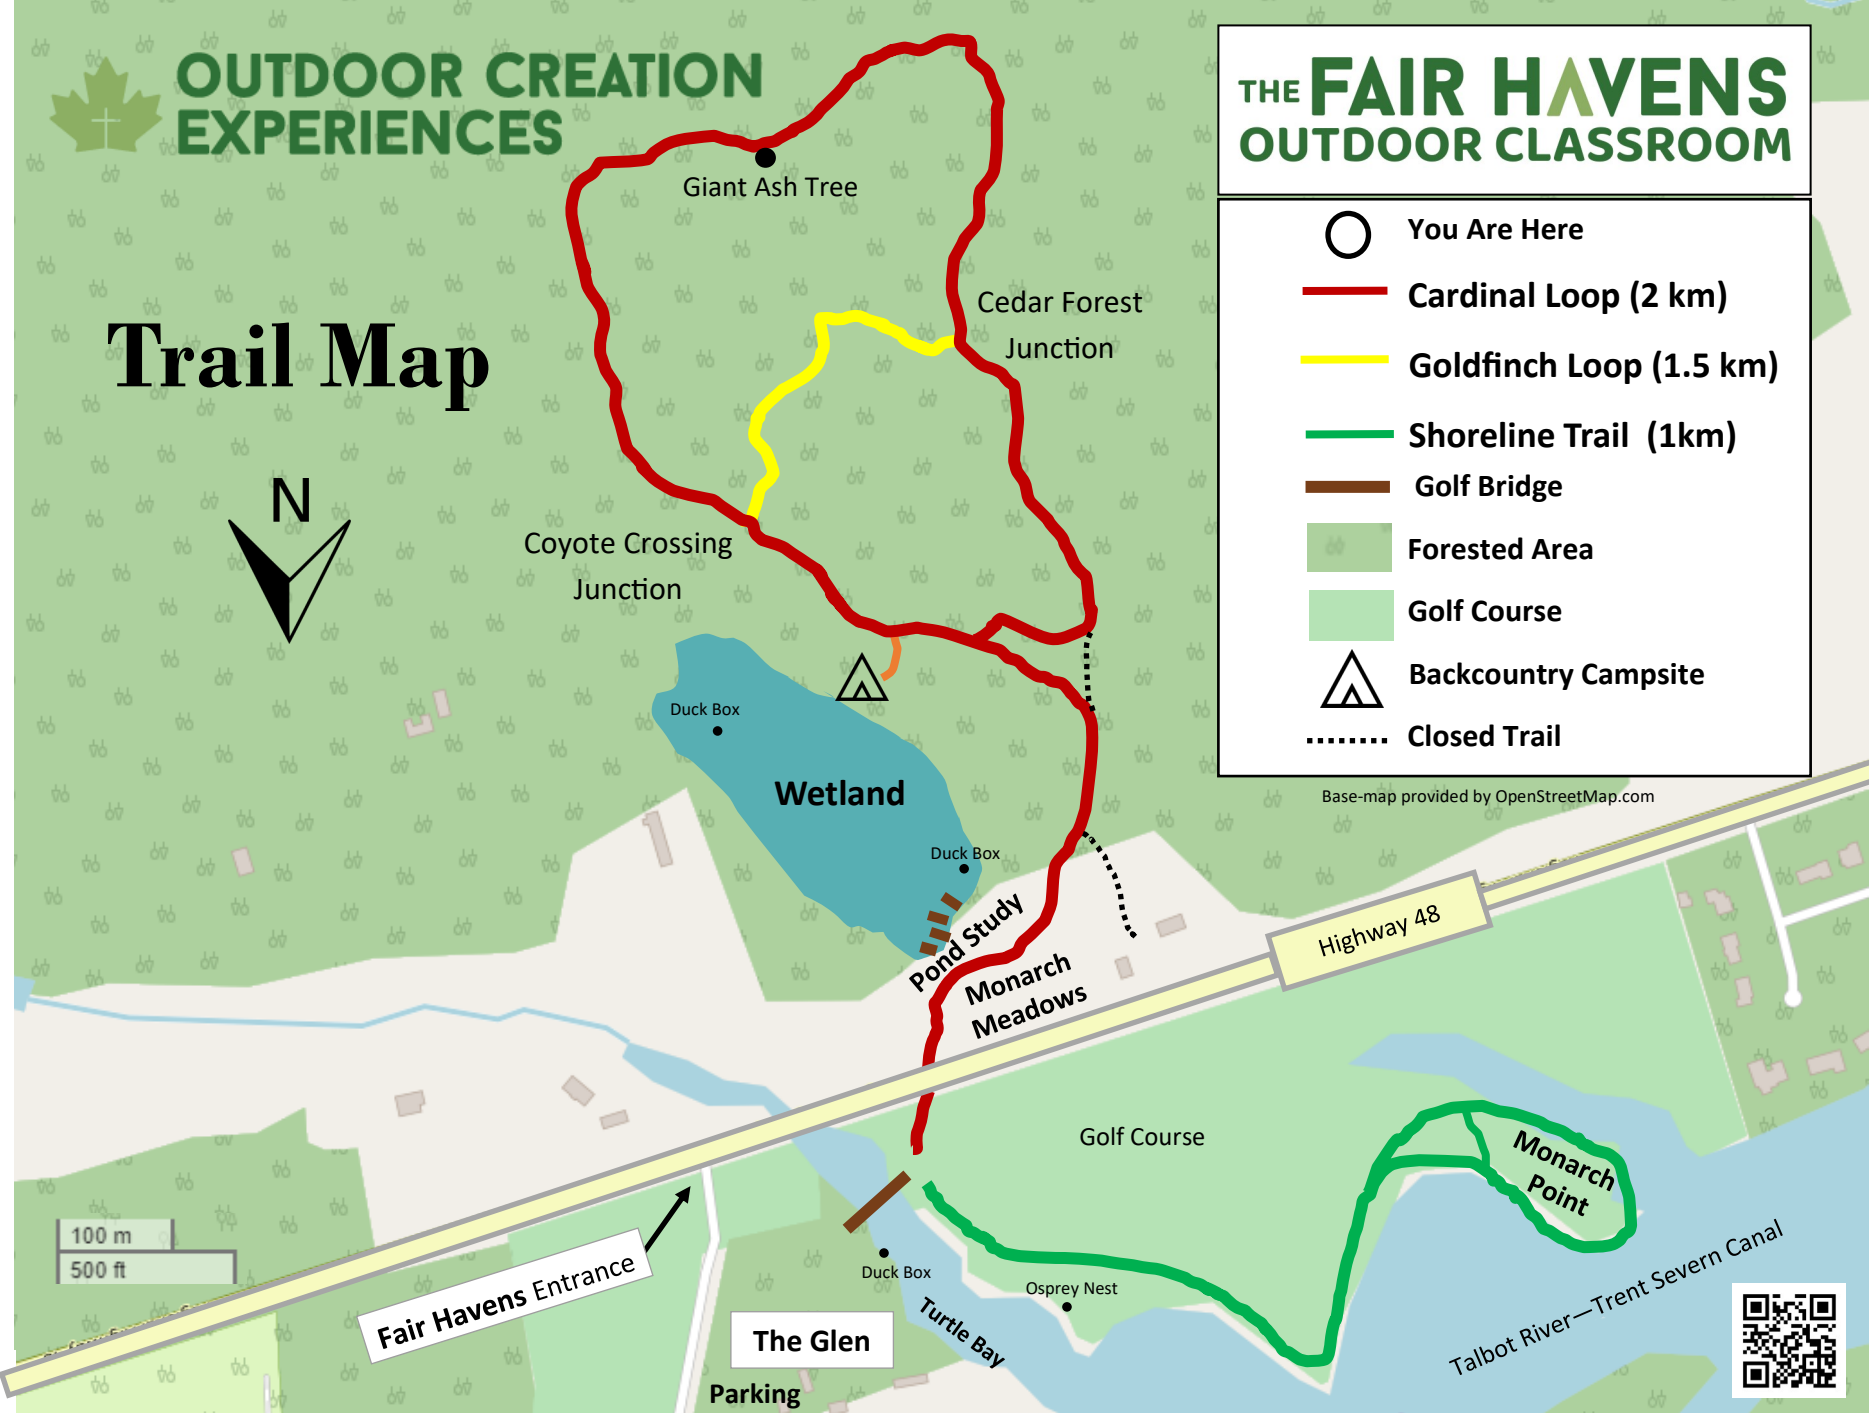 OUTDOOR CREATION
EXPERIENCES
THE FAIR HAVENS
OUTDOOR CLASSROOM
You Are Here
Cardinal Loop (2 km)
Goldfinch Loop (1.5 km)
Shoreline Trail (1km)
Golf Bridge
Forested Area
Golf Course
Backcountry Campsite
Closed Trail
Base-map provided by OpenStreetMap.com
Trail Map
N
Giant Ash Tree
Cedar Forest
Junction
Coyote Crossing
Junction
Duck Box
Wetland
Duck Box
Pond Study
Monarch
Meadows
Highway 48
Golf Course
Monarch
Point
100 m
500 ft
Fair Havens Entrance
Duck Box
Osprey Nest
Turtle Bay
The Glen
Parking
Talbot River—Trent Severn Canal